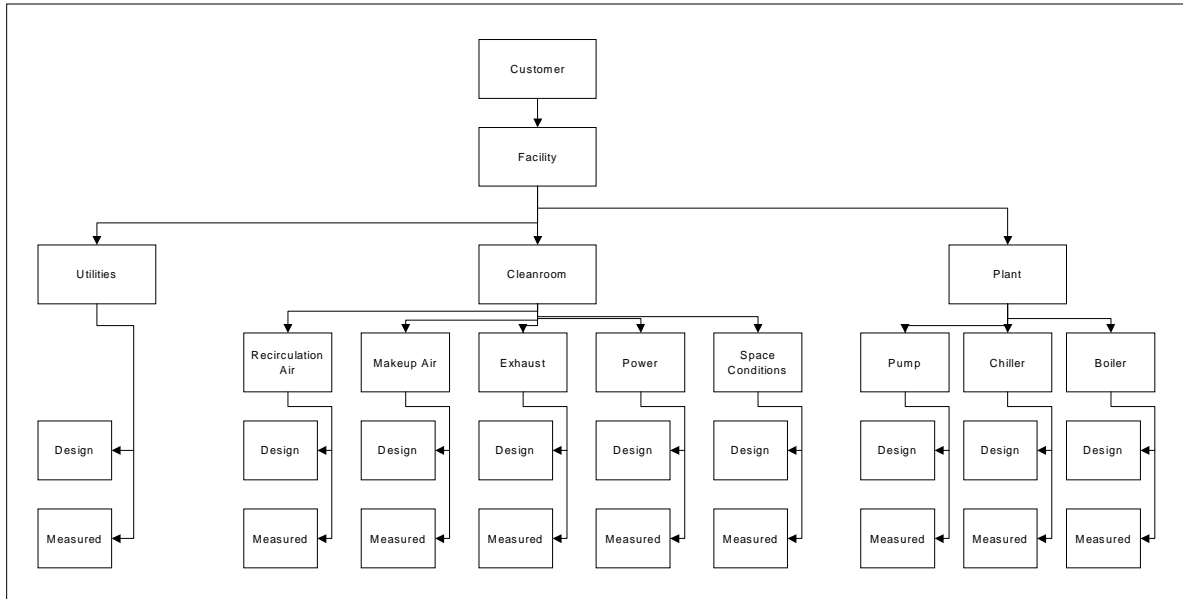 Customer
Facility
Utilities
Cleanroom
Plant
Recirculation
Air
Makeup Air
Exhaust
Power
Space
Conditions
Pump
Chiller
Boiler
Design
Design
Design
Design
Design
Design
Design
Design
Design
Measured
Measured
Measured
Measured
Measured
Measured
Measured
Measured
Measured